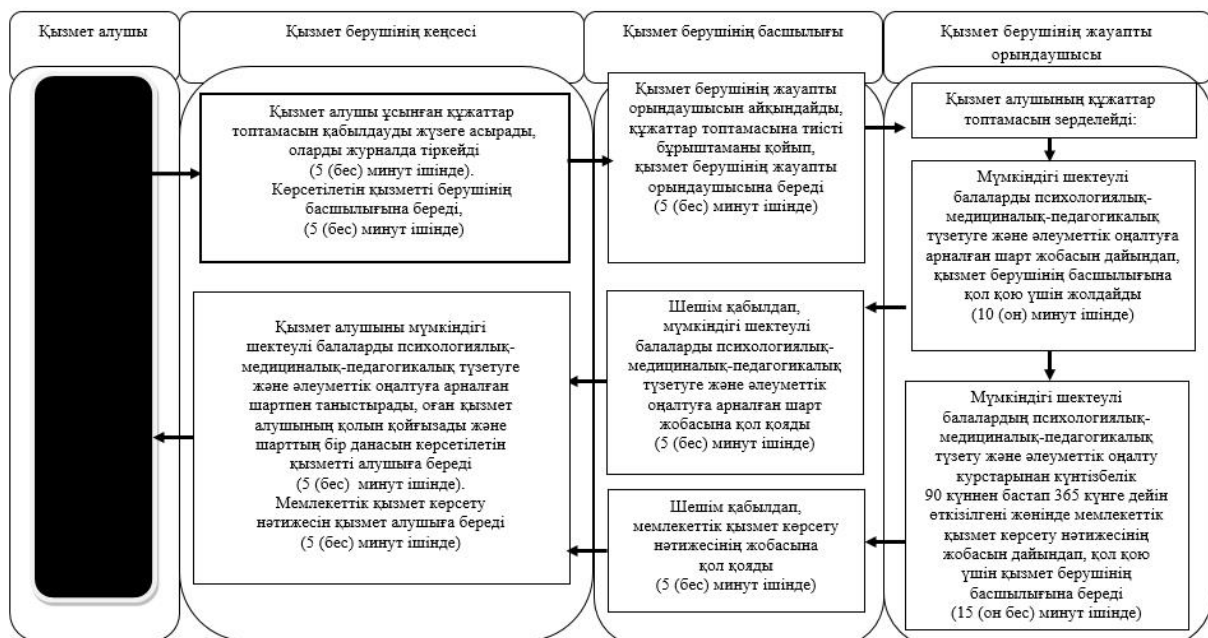 Қызмет алушы
Қызмет берушінің кеңсесі
Қызмет берушінің басшылығы
Қызмет берушінің жауапты
орындаушысы
Қызмет алушы ұсынған құжаттар
топтамасын қабылдауды жүзеге асырады,
оларды журналда тіркейді
(5 (бес) минут ішінде).
Көрсетілетін қызметті берушінің
басшылығына береді,
(5 (бес) минут ішінде)
Қызмет берушінің жауапты
орындаушысын айқындайды,
құжаттар топтамасына тиісті
бұрыштаманы қойып,
қызмет берушінің жауапты
орындаушысына береді
(5 (бес) минут ішінде)
Қызмет алушының құжаттар
топтамасын зерделейді:
Мүмкіндігі шектеулі
балаларды психологиялық-
медициналық-педагогикалық
түзетуге және әлеуметтік оңалтуға
арналған шарт жобасын дайындап,
қызмет берушінің басшылығына
қол қою үшін жолдайды
(10 (он) минут ішінде)
Қызмет алушыны мүмкіндігі
шектеулі балаларды психологиялық-
медициналық-педагогикалық түзетуге
және әлеуметтік оңалтуға арналған
шартпен таныстырады, оған қызмет
алушының қолын қойғызады және
шарттың бір данасын көрсетілетін
қызметті алушыға береді
(5 (бес) минут ішінде).
Мемлекеттік қызмет көрсету
нәтижесін қызмет алушыға береді
(5 (бес) минут ішінде)
Шешім қабылдап,
мүмкіндігі шектеулі
балаларды психологиялық-
медициналық-педагогикалық
түзетуге және әлеуметтік
оңалтуға арналған шарт
жобасына қол қояды
(5 (бес) минут ішінде)
Шешім қабылдап,
мемлекеттік қызмет көрсету
нәтижесінің жобасына
қол қояды
(5 (бес) минут ішінде)
Мүмкіндігі шектеулі
балалардың психологиялық-
медициналық-педагогикалық
түзету және әлеуметтік оңалту
курстарынан күнтізбелік
90 күннен бастап 365 күнге дейін
өткізілгені жөнінде мемлекеттік
қызмет көрсету нәтижесінің
жобасын дайындап, қол қою
үшін қызмет берушінің
басшылығына береді
(15 (он бес) минут ішінде)